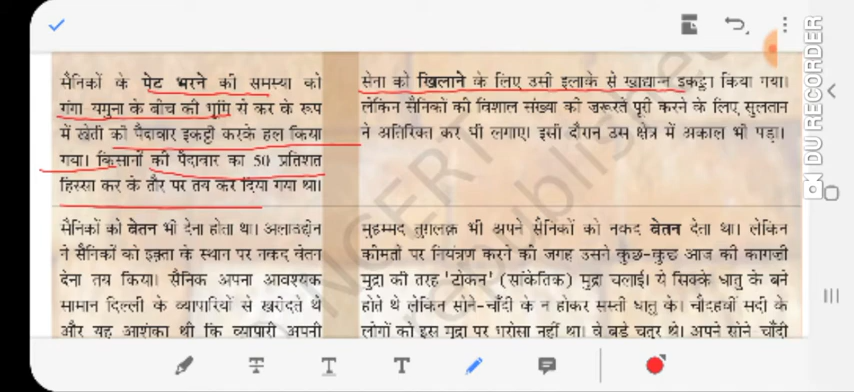 सैनिकों के पेट भरने की समस्या को
गंगा यमुना के बीच की भूमि से कर के रूप
में खेती की पैदावार इकट्ठी करके हल किया
गया। किसानों की पैदावार का 50 प्रतिशत
हिस्सा कर के तौर पर तय कर दिया गया था।
सेना को खिलाने के लिए उसी इलाके से खाद्यान्न इकट्ठा किया गया।
लेकिन सैनिकों की विशाल संख्या की जरूरतें पूरी करने के लिए सुल्तान
ने अतिरिक्त कर भी लगाए। इसी दौरान उस क्षेत्र में अकाल भी पड़ा।
सैनिकों को वेतन भी देना होता था। अलाउद्दीन
ने सैनिकों को इक़्ता के स्थान पर नकद वेतन
देना तय किया। सैनिक अपना आवश्यक
सामान दिल्ली के व्यापारियों से खरीदते थे
और यह आशंका थी कि व्यापारी अपनी
मुहम्मद तुग़लक़ भी अपने सैनिकों को नकद वेतन देता था। लेकिन
कीमतों पर नियंत्रण करने की जगह उसने कुछ-कुछ आज की कागजी
मुद्रा की तरह 'टोकन' (सांकेतिक) मुद्रा चलाई। ये सिक्के धातु के बने
होते थे लेकिन सोने-चाँदी के न होकर सस्ती धातु के। चौदहवीं सदी के
लोगों को इस मुद्रा पर भरोसा नहीं था। वे बड़े चतुर थे। अपने सोने चाँदी
NCERT
republished
DU RECORDER
T
T
T